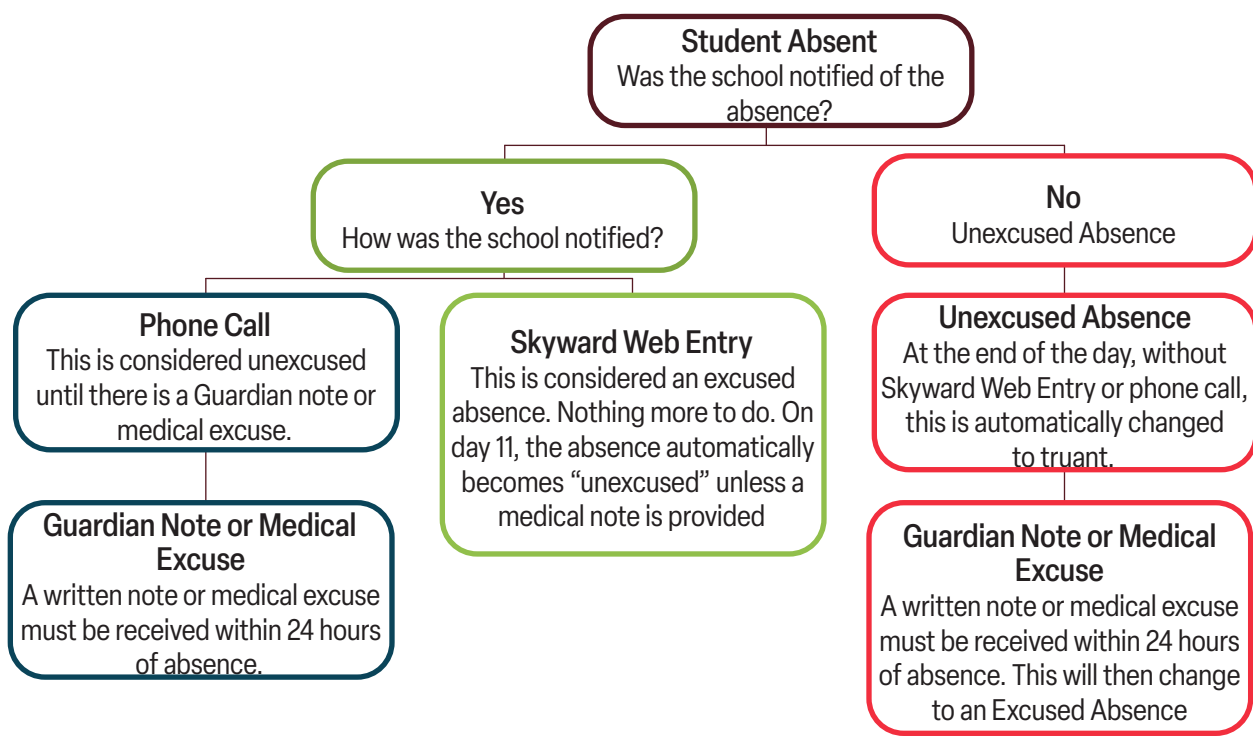 Student Absent
Was the school notified of the
absence?
Yes
How was the school notified?
No
Unexcused Absence
Phone Call
This is considered unexcused
until there is a Guardian note or
medical excuse.
Skyward Web Entry
This is considered an excused
absence. Nothing more to do. On
day 11, the absence automatically
becomes “unexcused” unless a
medical note is provided
Unexcused Absence
At the end of the day, without
Skyward Web Entry or phone call,
this is automatically changed
to truant.
Guardian Note or Medical
Excuse
A written note or medical excuse
must be received within 24 hours
of absence.
Guardian Note or Medical
Excuse
A written note or medical excuse
must be received within 24 hours
of absence. This will then change
to an Excused Absence